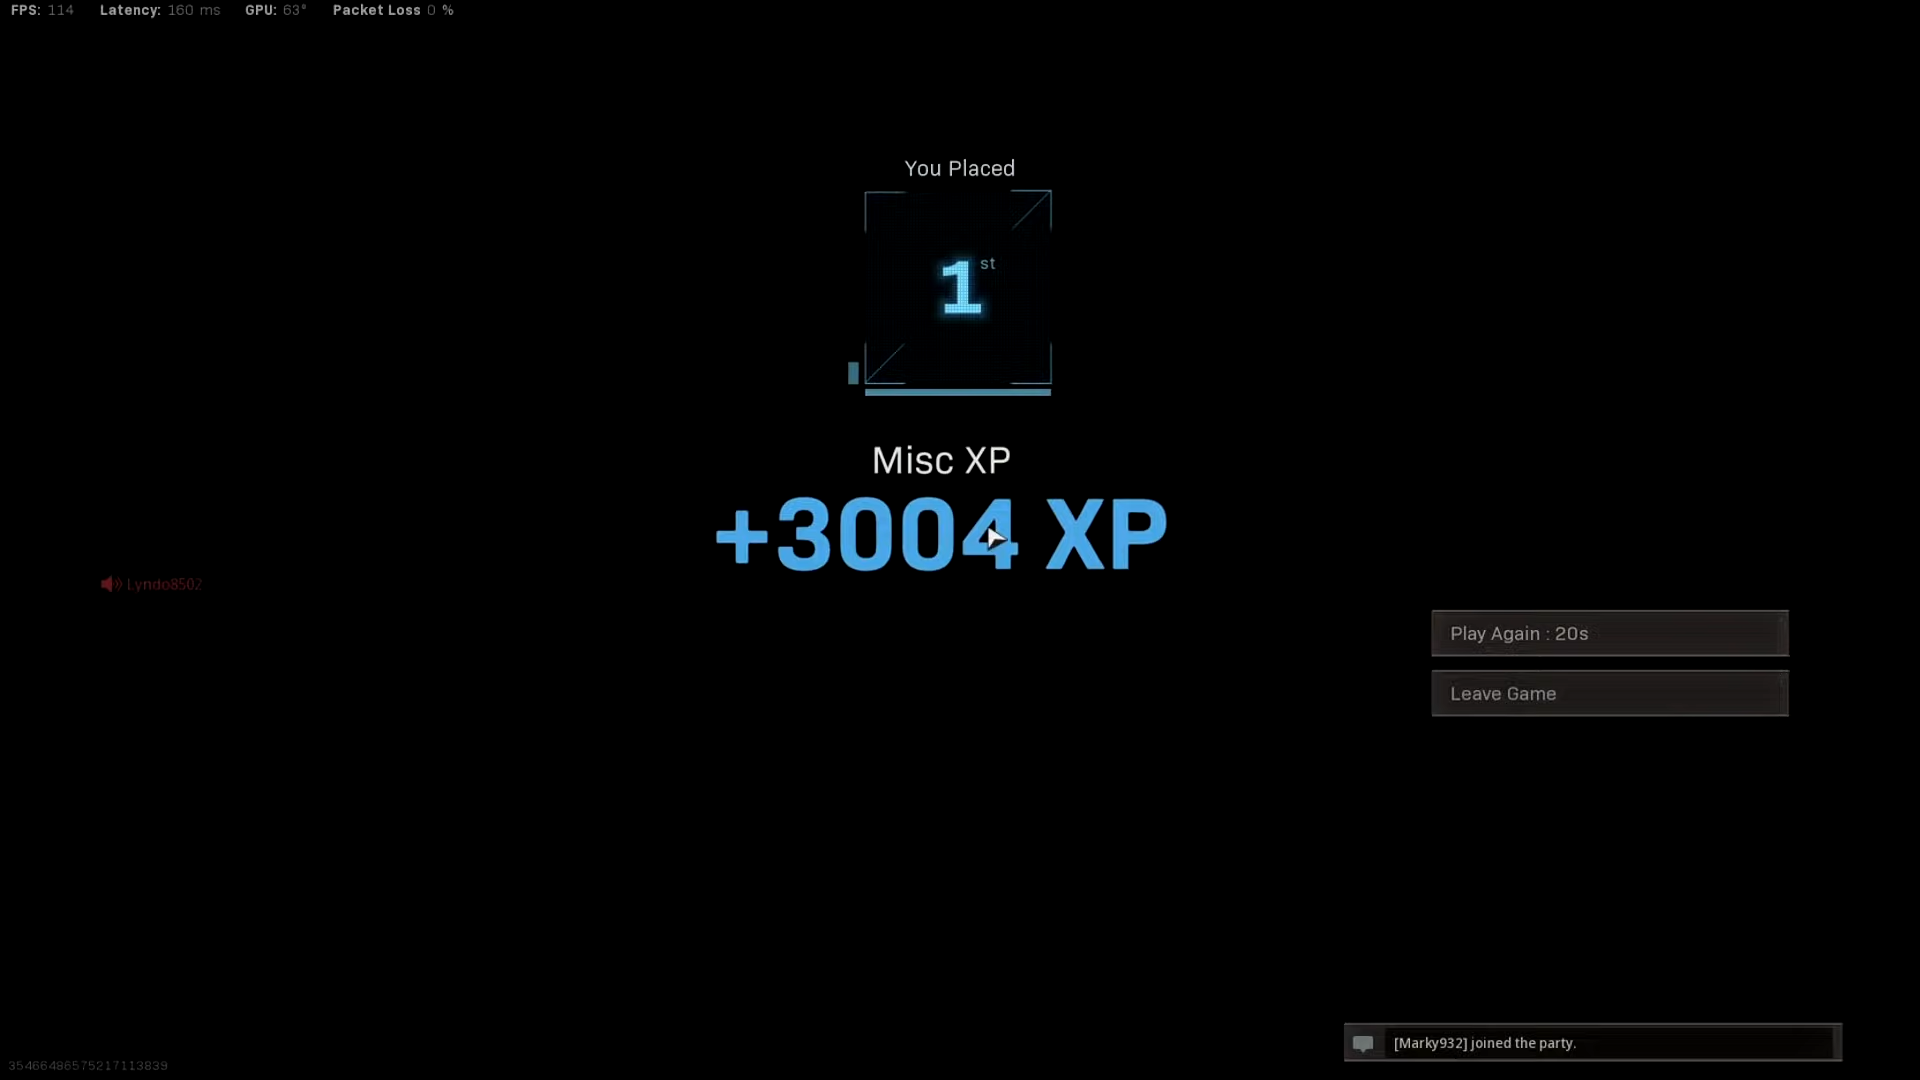 FPS: 114 Latency: 160 ms GPU: 63° Packet Loss 0 %
You Placed
1st
Misc XP
+3004 XP
Lyndo8502
Play Again : 20s
Leave Game
[Marky932] joined the party.
35466486575217113839